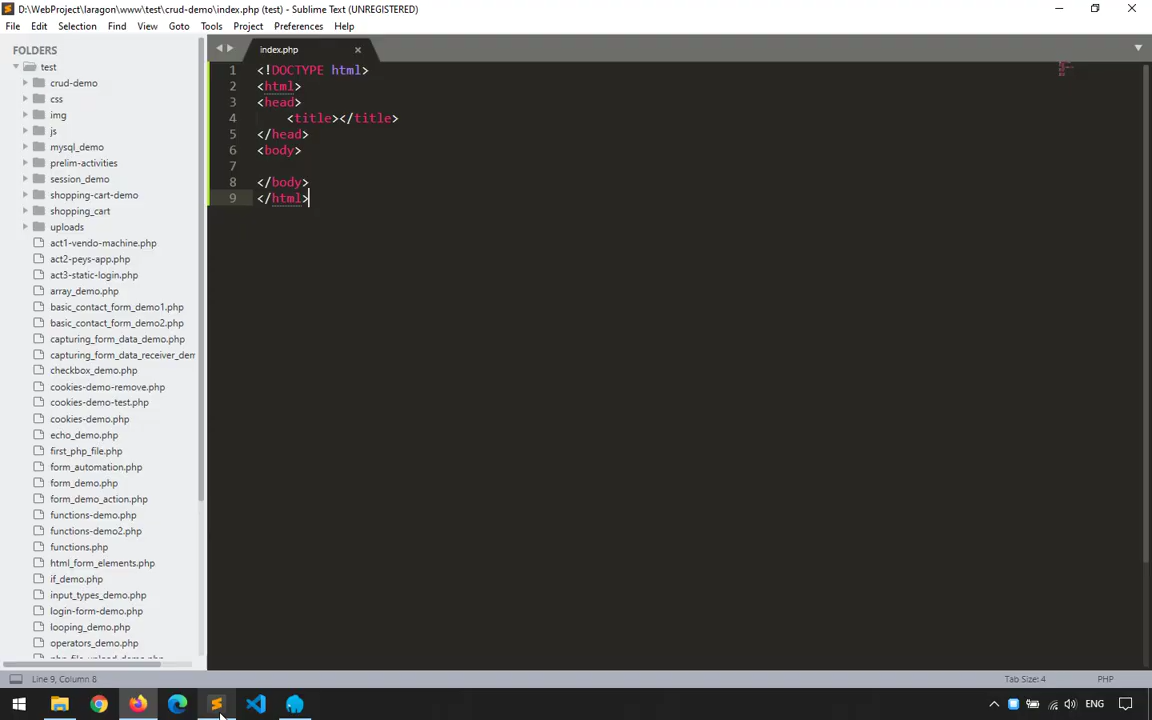 D:\WebProject\laragon\www\test\crud-demo\index.php (test) - Sublime Text (UNREGISTERED)
File Edit Selection Find View Goto Tools Project Preferences Help
FOLDERS
test
crud-demo
css
img
js
mysql_demo
prelim-activities
session_demo
shopping-cart-demo
shopping_cart
uploads
act1-vendo-machine.php
act2-peys-app.php
act3-static-login.php
array_demo.php
basic_contact_form_demo1.php
basic_contact_form_demo2.php
capturing_form_data_demo.php
capturing_form_data_receiver_dem
checkbox_demo.php
cookies-demo-remove.php
cookies-demo-test.php
cookies-demo.php
echo_demo.php
first_php_file.php
form_automation.php
form_demo.php
form_demo_action.php
functions-demo.php
functions-demo2.php
functions.php
html_form_elements.php
if_demo.php
input_types_demo.php
login-form-demo.php
looping_demo.php
operators_demo.php
index.php
1 <!DOCTYPE html>
2 <html>
3 <head>
4 <title></title>
5 </head>
6 <body>
7
8 </body>
9 </html>
Line 9, Column 8 Tab Size: 4 PHP
ENG